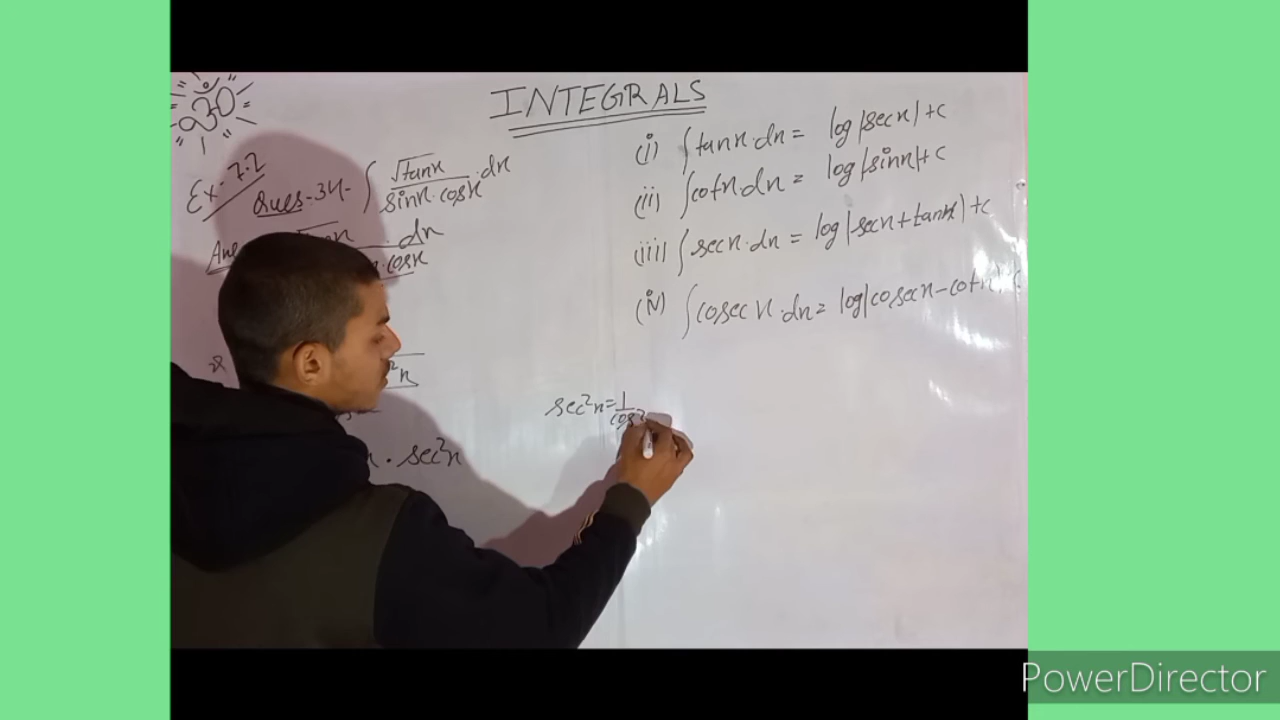 INTEGRALS
Ex-7.2
Ques-34- ∫ √tanx / sinx·cosx · dx
Ans
dx
·cosx
(i) ∫tanx·dx = log|secx|+c
(ii) ∫cotx dx = log|sinx|+c
(iii) ∫secx·dx = log|secx+tanx|+c
(iv) ∫cosec x·dx = log|cosecx-cotx|+c
²x
sec²x = 1/cos²
· sec²x
PowerDirector